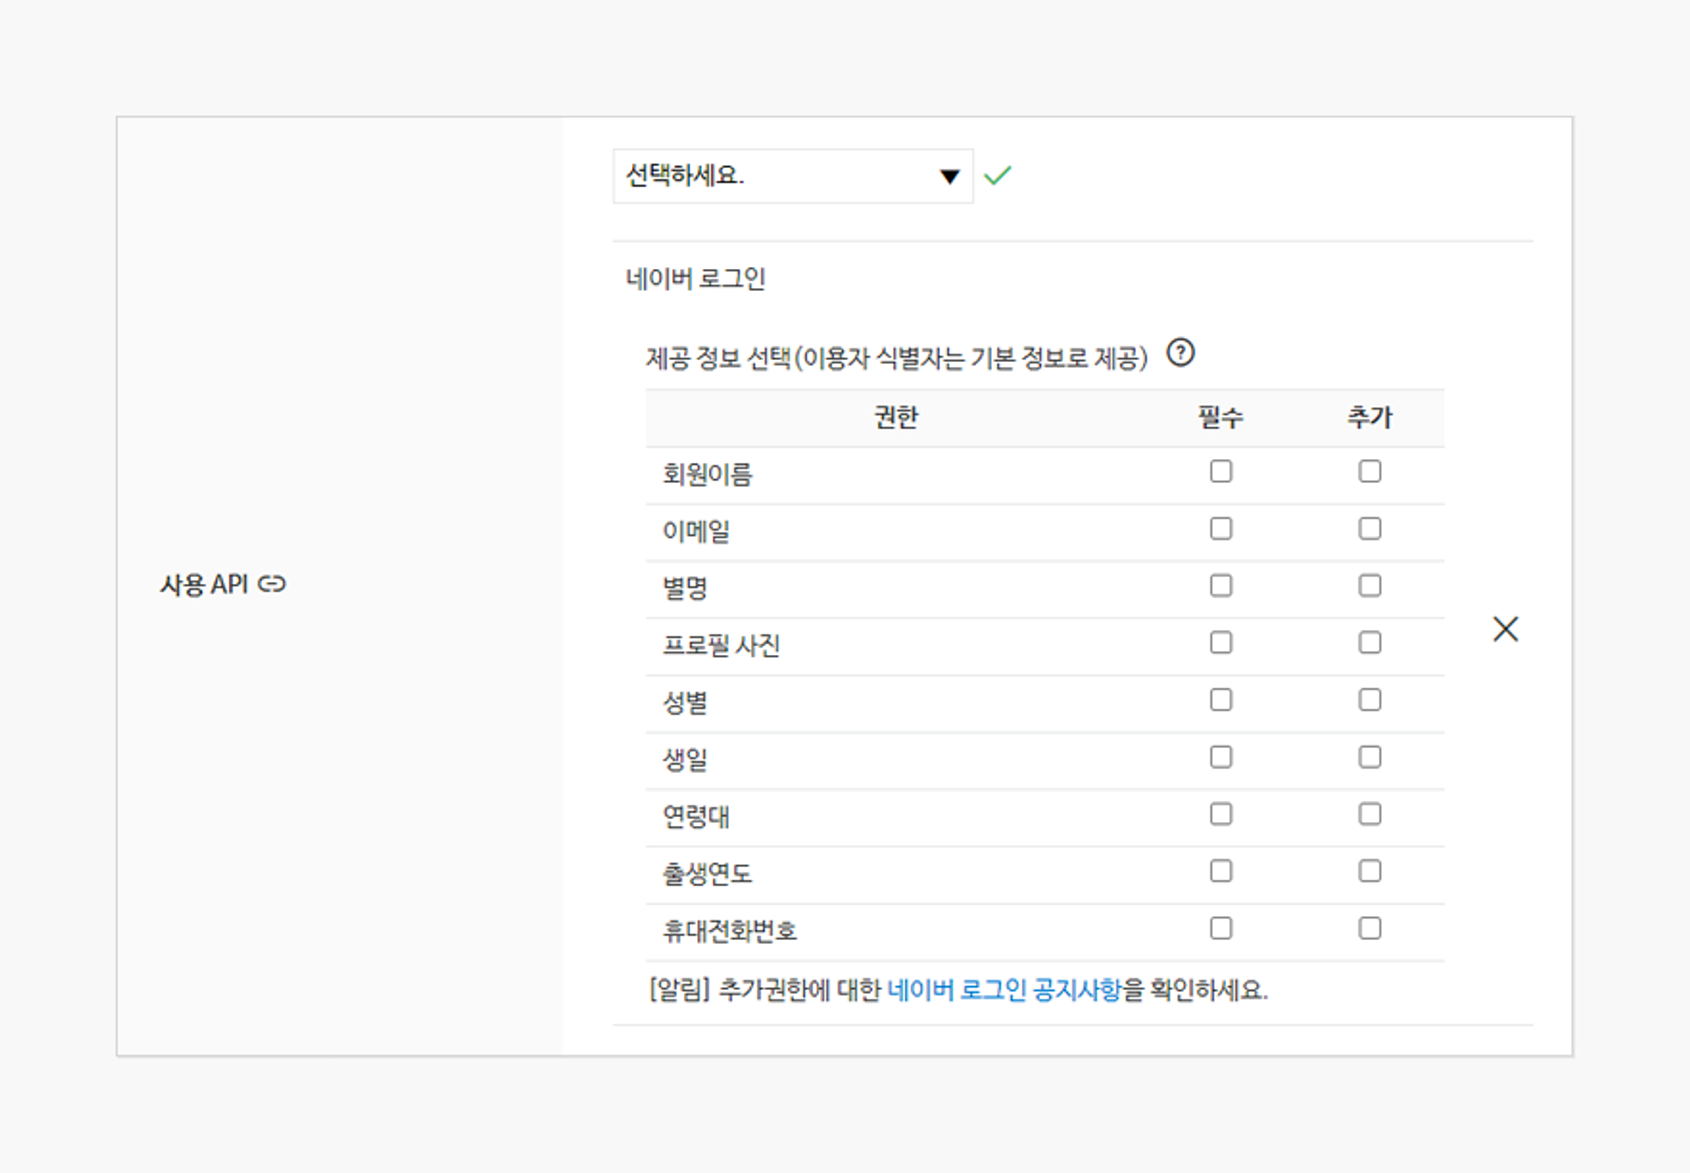 선택하세요.
네이버 로그인
제공 정보 선택(이용자 식별자는 기본 정보로 제공)
권한 필수 추가
회원이름
이메일
별명
프로필 사진
사용 API
성별
생일
연령대
출생연도
휴대전화번호
[알림] 추가권한에 대한 네이버 로그인 공지사항을 확인하세요.